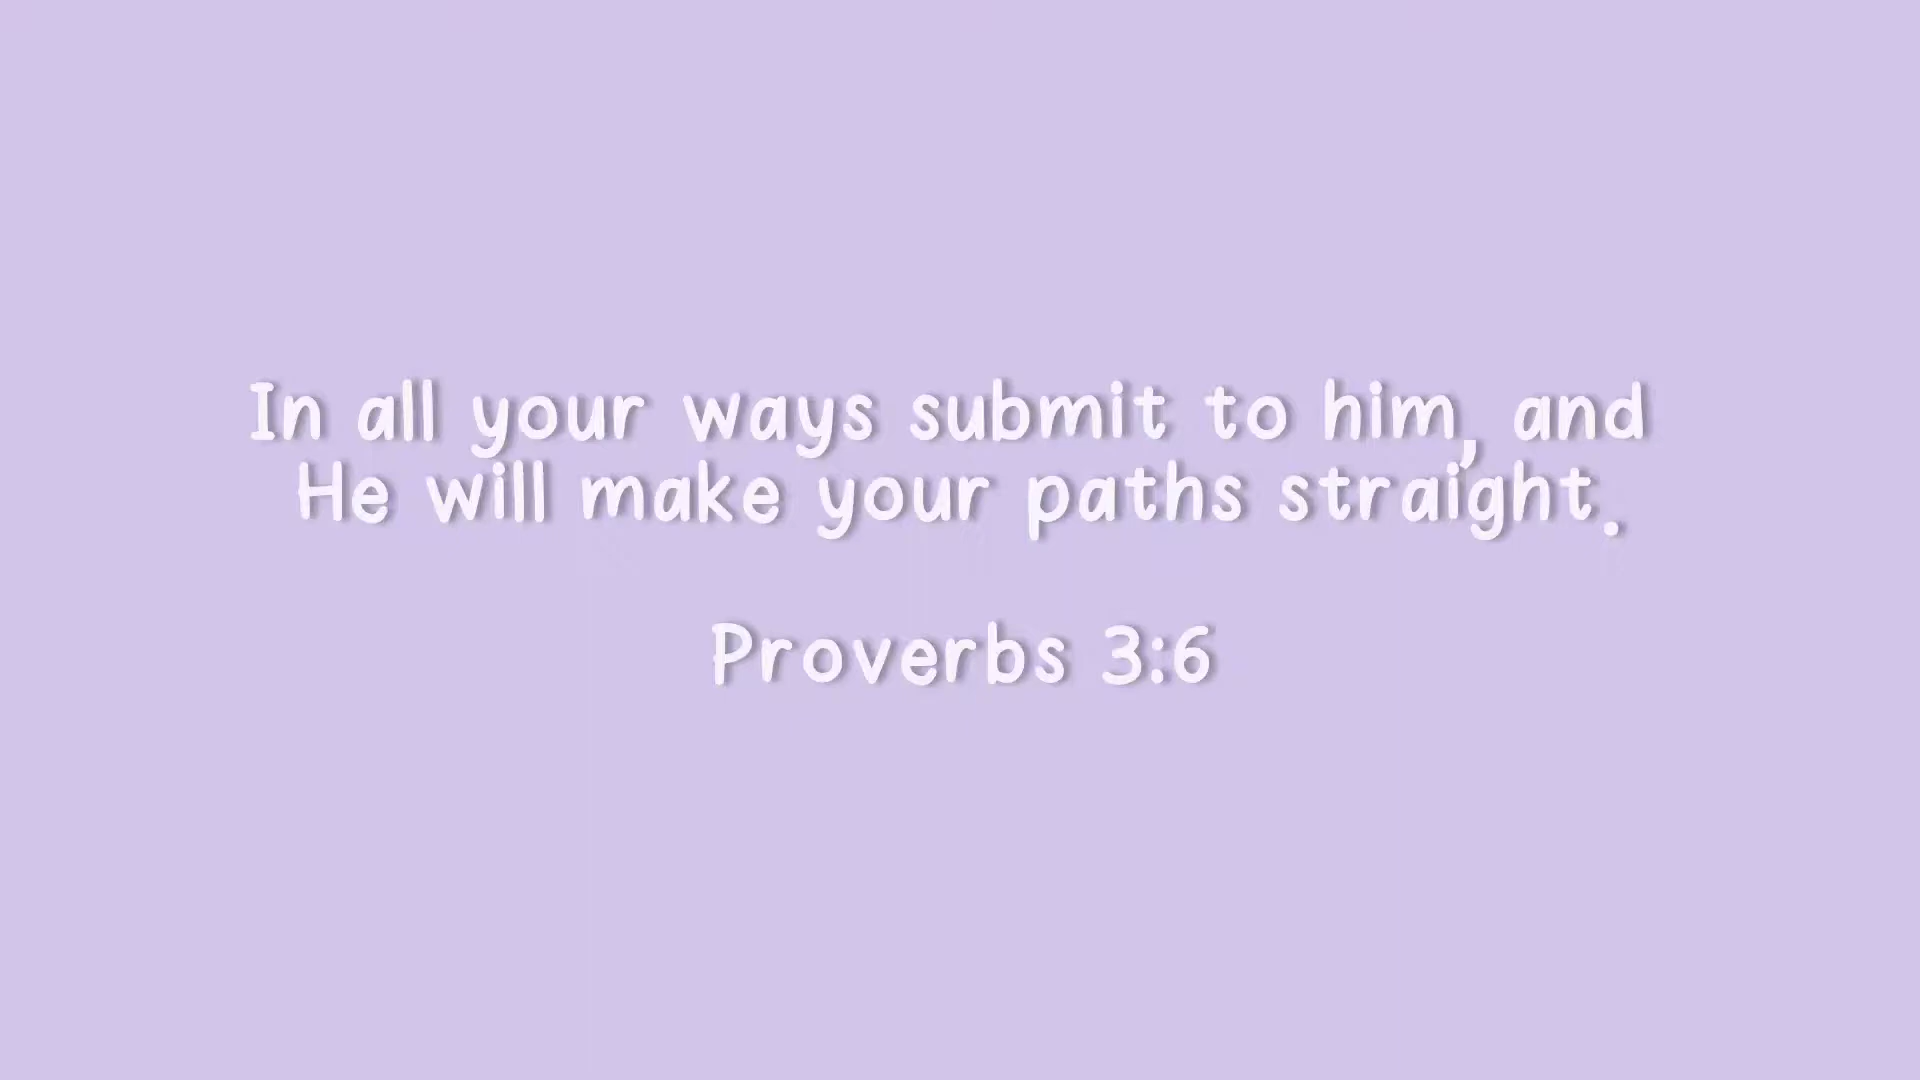 In all your ways submit to him, and
He will make your paths straight.
Proverbs 3:6